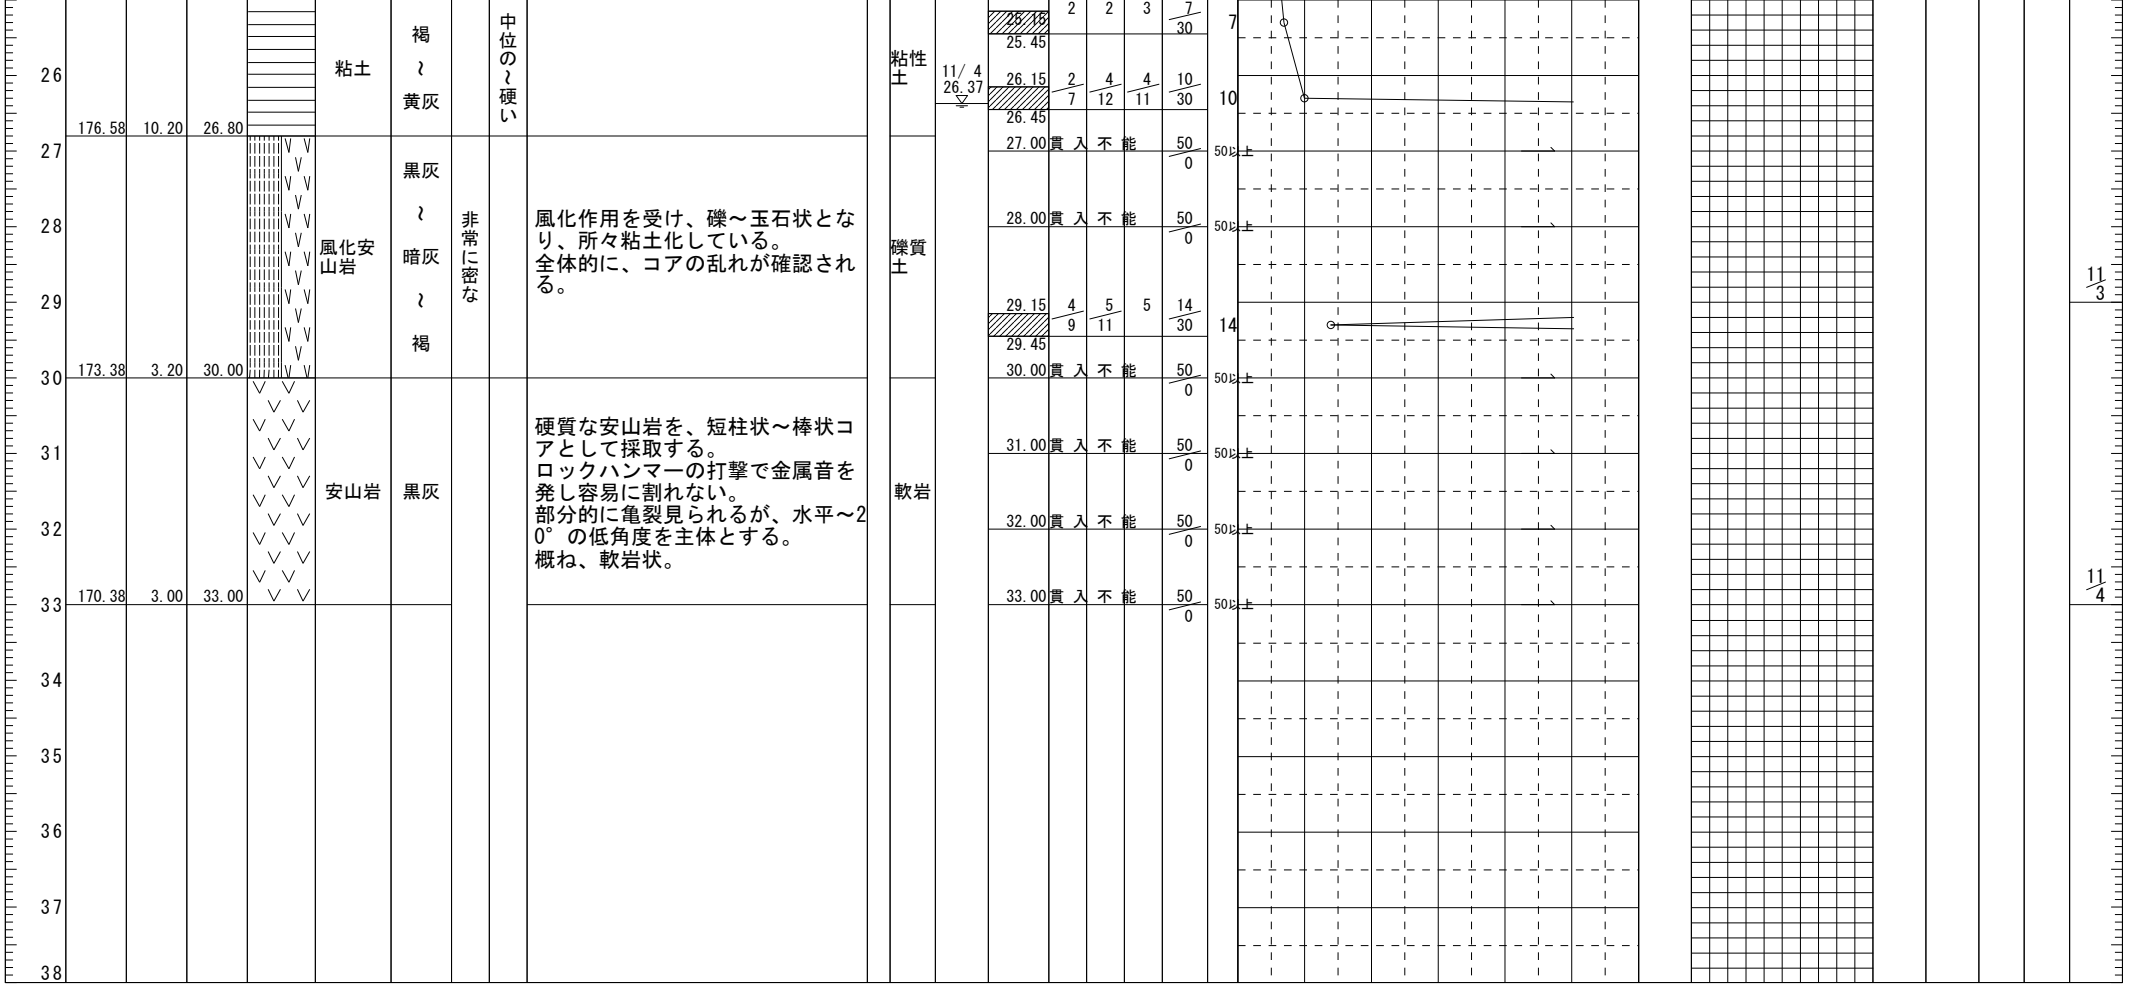 26
27
28
29
30
31
32
33
34
35
36
37
38
176.58 10.20 26.80
173.38 3.20 30.00
170.38 3.00 33.00
粘土
風化安
山岩
安山岩
褐
~
黄灰
黒灰
~
暗灰
~
褐
黒灰
非常に密な
中位の~硬い
風化作用を受け、礫~玉石状とな
り、所々粘土化している。
全体的に、コアの乱れが確認され
る。
硬質な安山岩を、短柱状~棒状コ
アとして採取する。
ロックハンマーの打撃で金属音を
発し容易に割れない。
部分的に亀裂見られるが、水平~2
0°の低角度を主体とする。
概ね、軟岩状。
粘性
土
礫質
土
軟岩
11/ 4
26.37
25.15 2 2 3 7 7
30
25.45
26.15 2 4 4 10
7 12 11 30 10
26.45
27.00 貫入不能 50
0 50以上
28.00 貫入不能 50
0 50以上
29.15 4 5 5 14
9 11 30 14
29.45
30.00 貫入不能 50
0 50以上
31.00 貫入不能 50
0 50以上
32.00 貫入不能 50
0 50以上
33.00 貫入不能 50
0 50以上
11
3
11
4